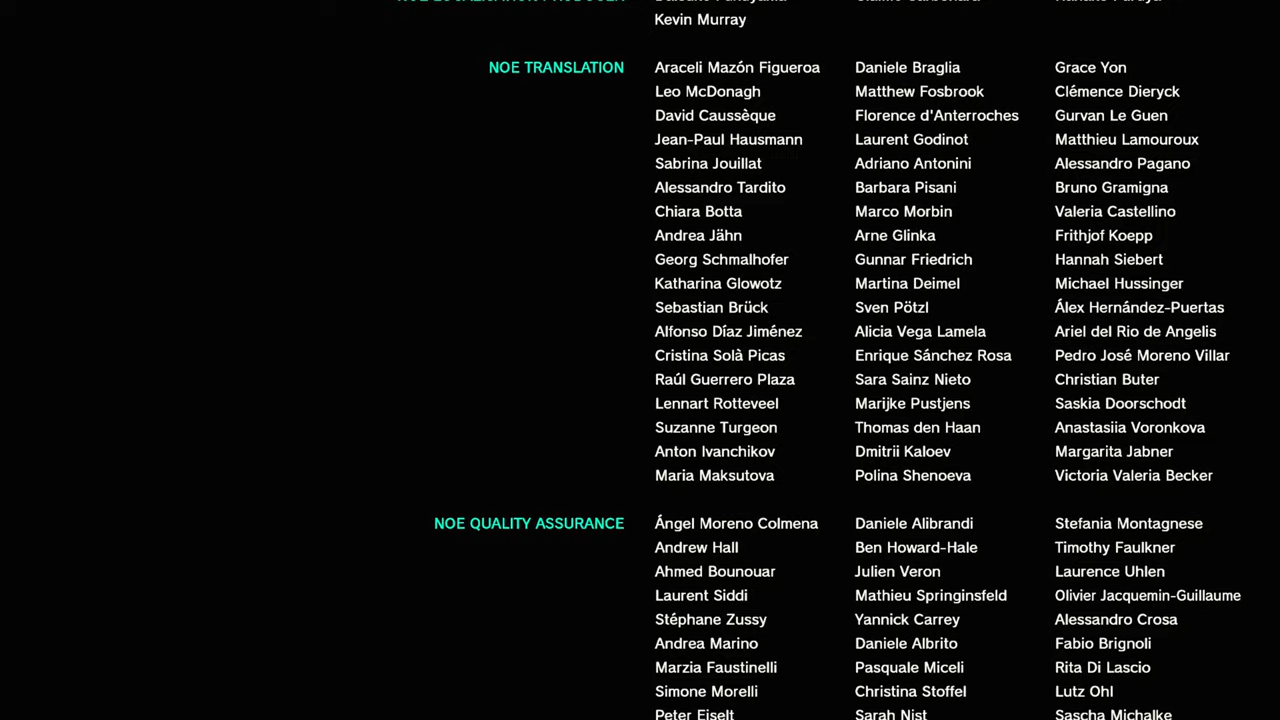 Kevin Murray
NOE TRANSLATION Araceli Mazón Figueroa Daniele Braglia Grace Yon
Leo McDonagh Matthew Fosbrook Clémence Dieryck
David Caussèque Florence d'Anterroches Gurvan Le Guen
Jean-Paul Hausmann Laurent Godinot Matthieu Lamouroux
Sabrina Jouillat Adriano Antonini Alessandro Pagano
Alessandro Tardito Barbara Pisani Bruno Gramigna
Chiara Botta Marco Morbin Valeria Castellino
Andrea Jähn Arne Glinka Frithjof Koepp
Georg Schmalhofer Gunnar Friedrich Hannah Siebert
Katharina Glowotz Martina Deimel Michael Hussinger
Sebastian Brück Sven Pötzl Álex Hernández-Puertas
Alfonso Díaz Jiménez Alicia Vega Lamela Ariel del Rio de Angelis
Cristina Solà Picas Enrique Sánchez Rosa Pedro José Moreno Villar
Raúl Guerrero Plaza Sara Sainz Nieto Christian Buter
Lennart Rotteveel Marijke Pustjens Saskia Doorschodt
Suzanne Turgeon Thomas den Haan Anastasiia Voronkova
Anton Ivanchikov Dmitrii Kaloev Margarita Jabner
Maria Maksutova Polina Shenoeva Victoria Valeria Becker
NOE QUALITY ASSURANCE Ángel Moreno Colmena Daniele Alibrandi Stefania Montagnese
Andrew Hall Ben Howard-Hale Timothy Faulkner
Ahmed Bounouar Julien Veron Laurence Uhlen
Laurent Siddi Mathieu Springinsfeld Olivier Jacquemin-Guillaume
Stéphane Zussy Yannick Carrey Alessandro Crosa
Andrea Marino Daniele Albrito Fabio Brignoli
Marzia Faustinelli Pasquale Miceli Rita Di Lascio
Simone Morelli Christina Stoffel Lutz Ohl
Peter Eiselt Sarah Nist Sascha Michalke